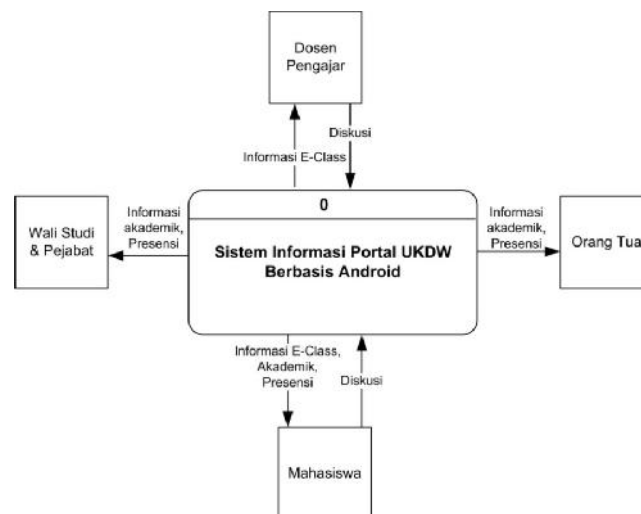 Dosen
Pengajar
Diskusi
Informasi E-Class
0
Sistem Informasi Portal UKDW
Berbasis Android
Informasi
akademik,
Presensi
Wali Studi
& Pejabat
Informasi
akademik,
Presensi
Orang Tua
Informasi E-Class,
Akademik,
Presensi
Diskusi
Mahasiswa